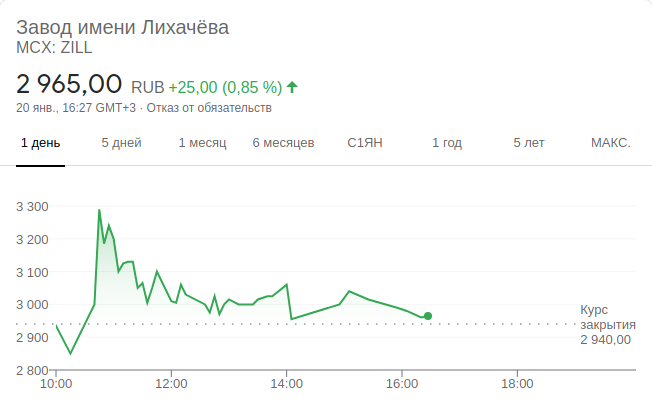 Завод имени Лихачёва
MCX: ZILL
2 965,00 RUB +25,00 (0,85 %)
20 янв., 16:27 GMT+3 · Отказ от обязательств
1 день 5 дней 1 месяц 6 месяцев С1ЯН 1 год 5 лет МАКС.
3 300
3 200
3 100
3 000
2 900
2 800
Курс
закрытия
2 940,00
10:00 12:00 14:00 16:00 18:00